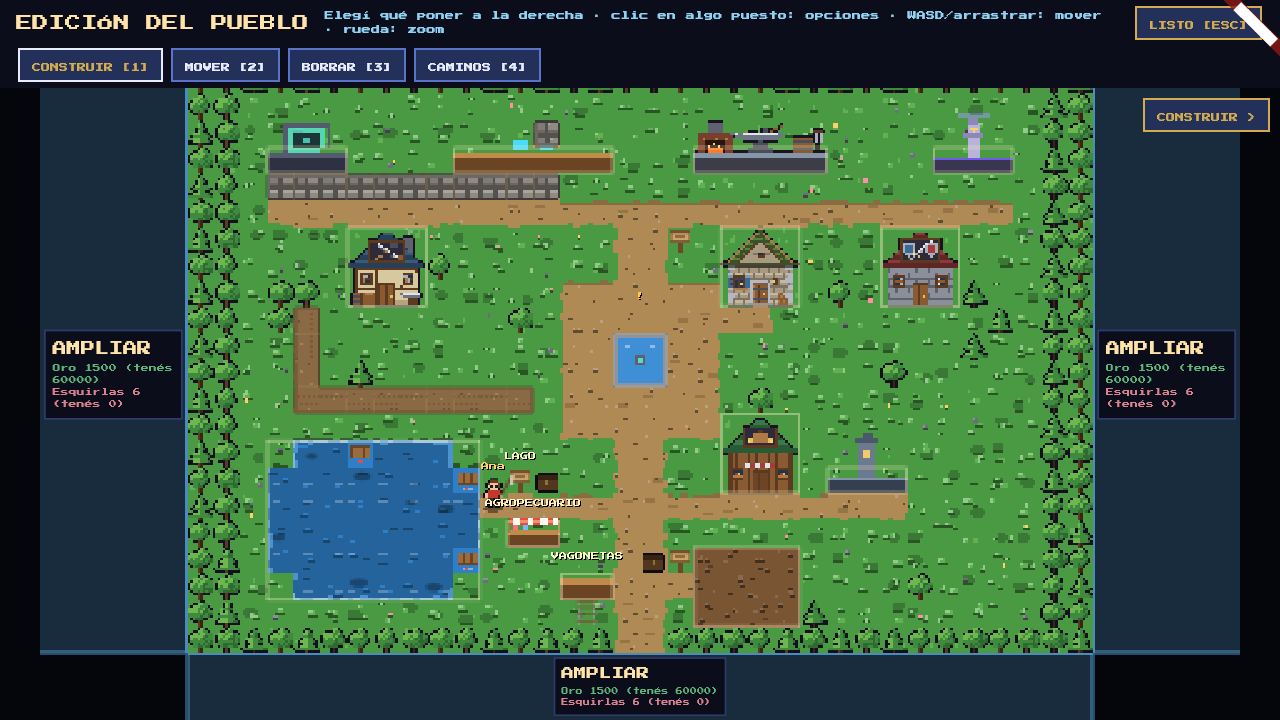 EDICIÓN DEL PUEBLO
Elegí qué poner a la derecha · clic en algo puesto: opciones · WASD/arrastrar: mover
· rueda: zoom
LISTO [ESC]
CONSTRUIR [1]
MOVER [2]
BORRAR [3]
CAMINOS [4]
CONSTRUIR >
AMPLIAR
Oro 1500 (tenés
60000)
Esquirlas 6
(tenés 0)
AMPLIAR
Oro 1500 (tenés
60000)
Esquirlas 6
(tenés 0)
LAGO
Ana
AGROPECUARIO
VAGONETAS
AMPLIAR
Oro 1500 (tenés 60000)
Esquirlas 6 (tenés 0)